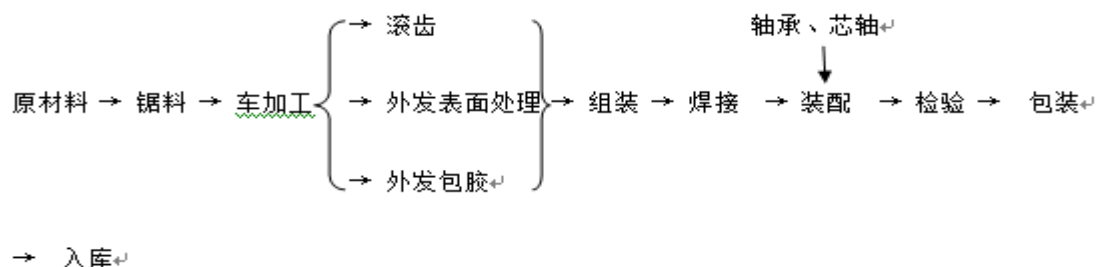 → 滚齿 轴承、芯轴↵
原材料 → 锯料 → 车加工 → 外发表面处理 → 组装 → 焊接 → 装配 → 检验 → 包装↵
→ 外发包胶↵
→ 入库↵